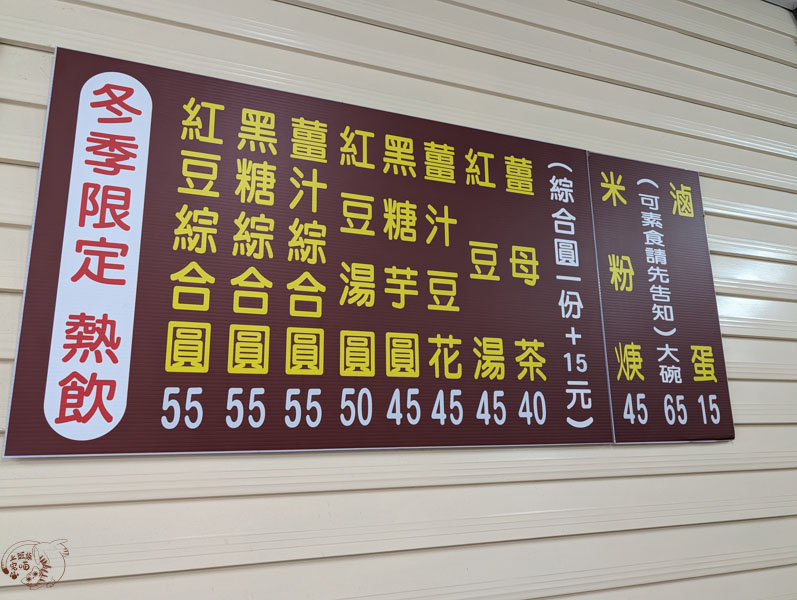 冬季限定 熱飲
紅豆綜合圓 55
黑糖綜合圓 55
薑汁綜合圓 55
紅豆湯圓 50
黑糖芋圓 45
薑汁豆花 45
紅豆湯 45
薑母茶 40
(綜合圓一份+15元)
米粉焿 45
(可素食請先告知)大碗 65
滷蛋 15